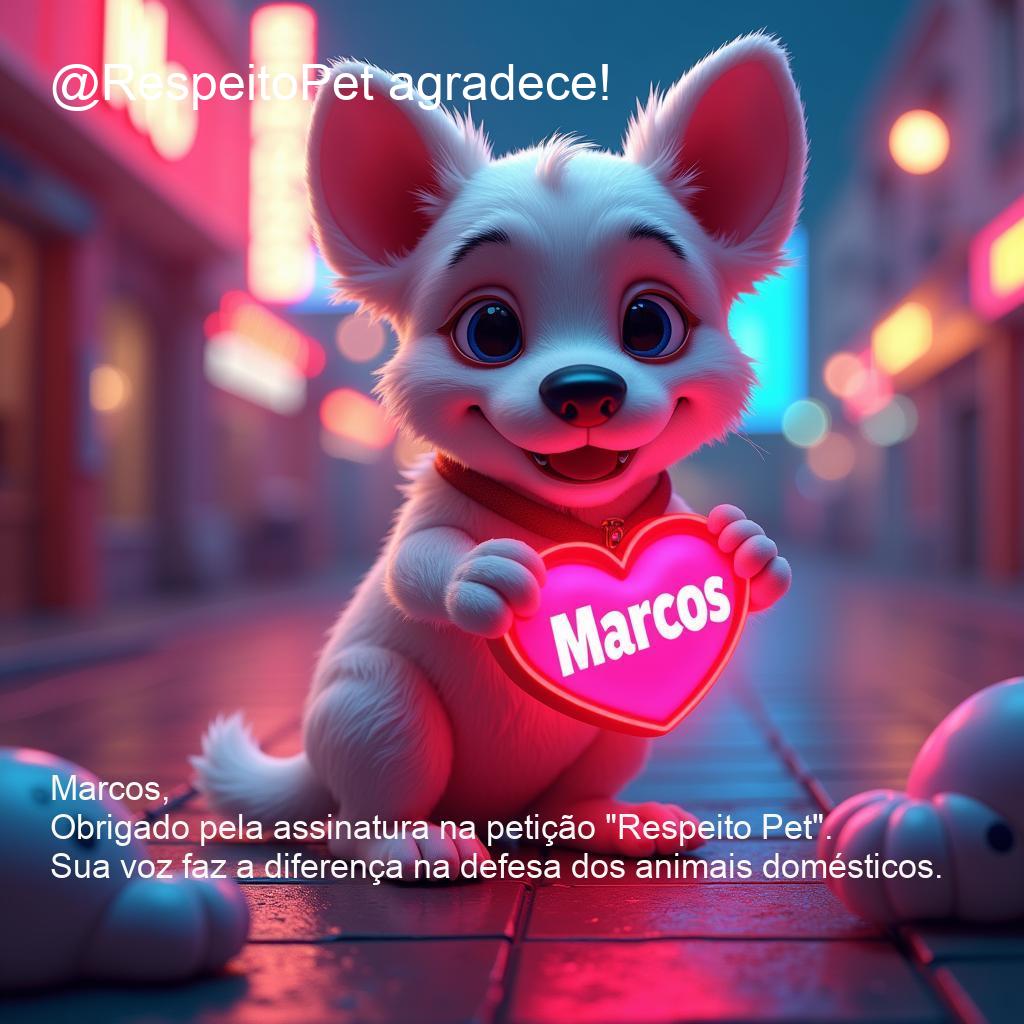 @RespeitoPet agradece!
Marcos
Marcos,
Obrigado pela assinatura na petição "Respeito Pet".
Sua voz faz a diferença na defesa dos animais domésticos.